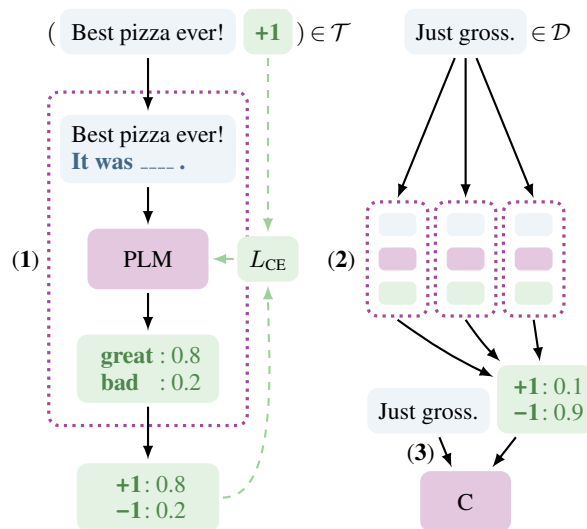 ( Best pizza ever! +1 ) ∈ 𝒯
Best pizza ever!
It was ____ .
(1)
PLM
L_CE
great : 0.8
bad : 0.2
+1: 0.8
−1: 0.2
Just gross. ∈ 𝒟
(2)
+1: 0.1
−1: 0.9
Just gross.
(3)
C